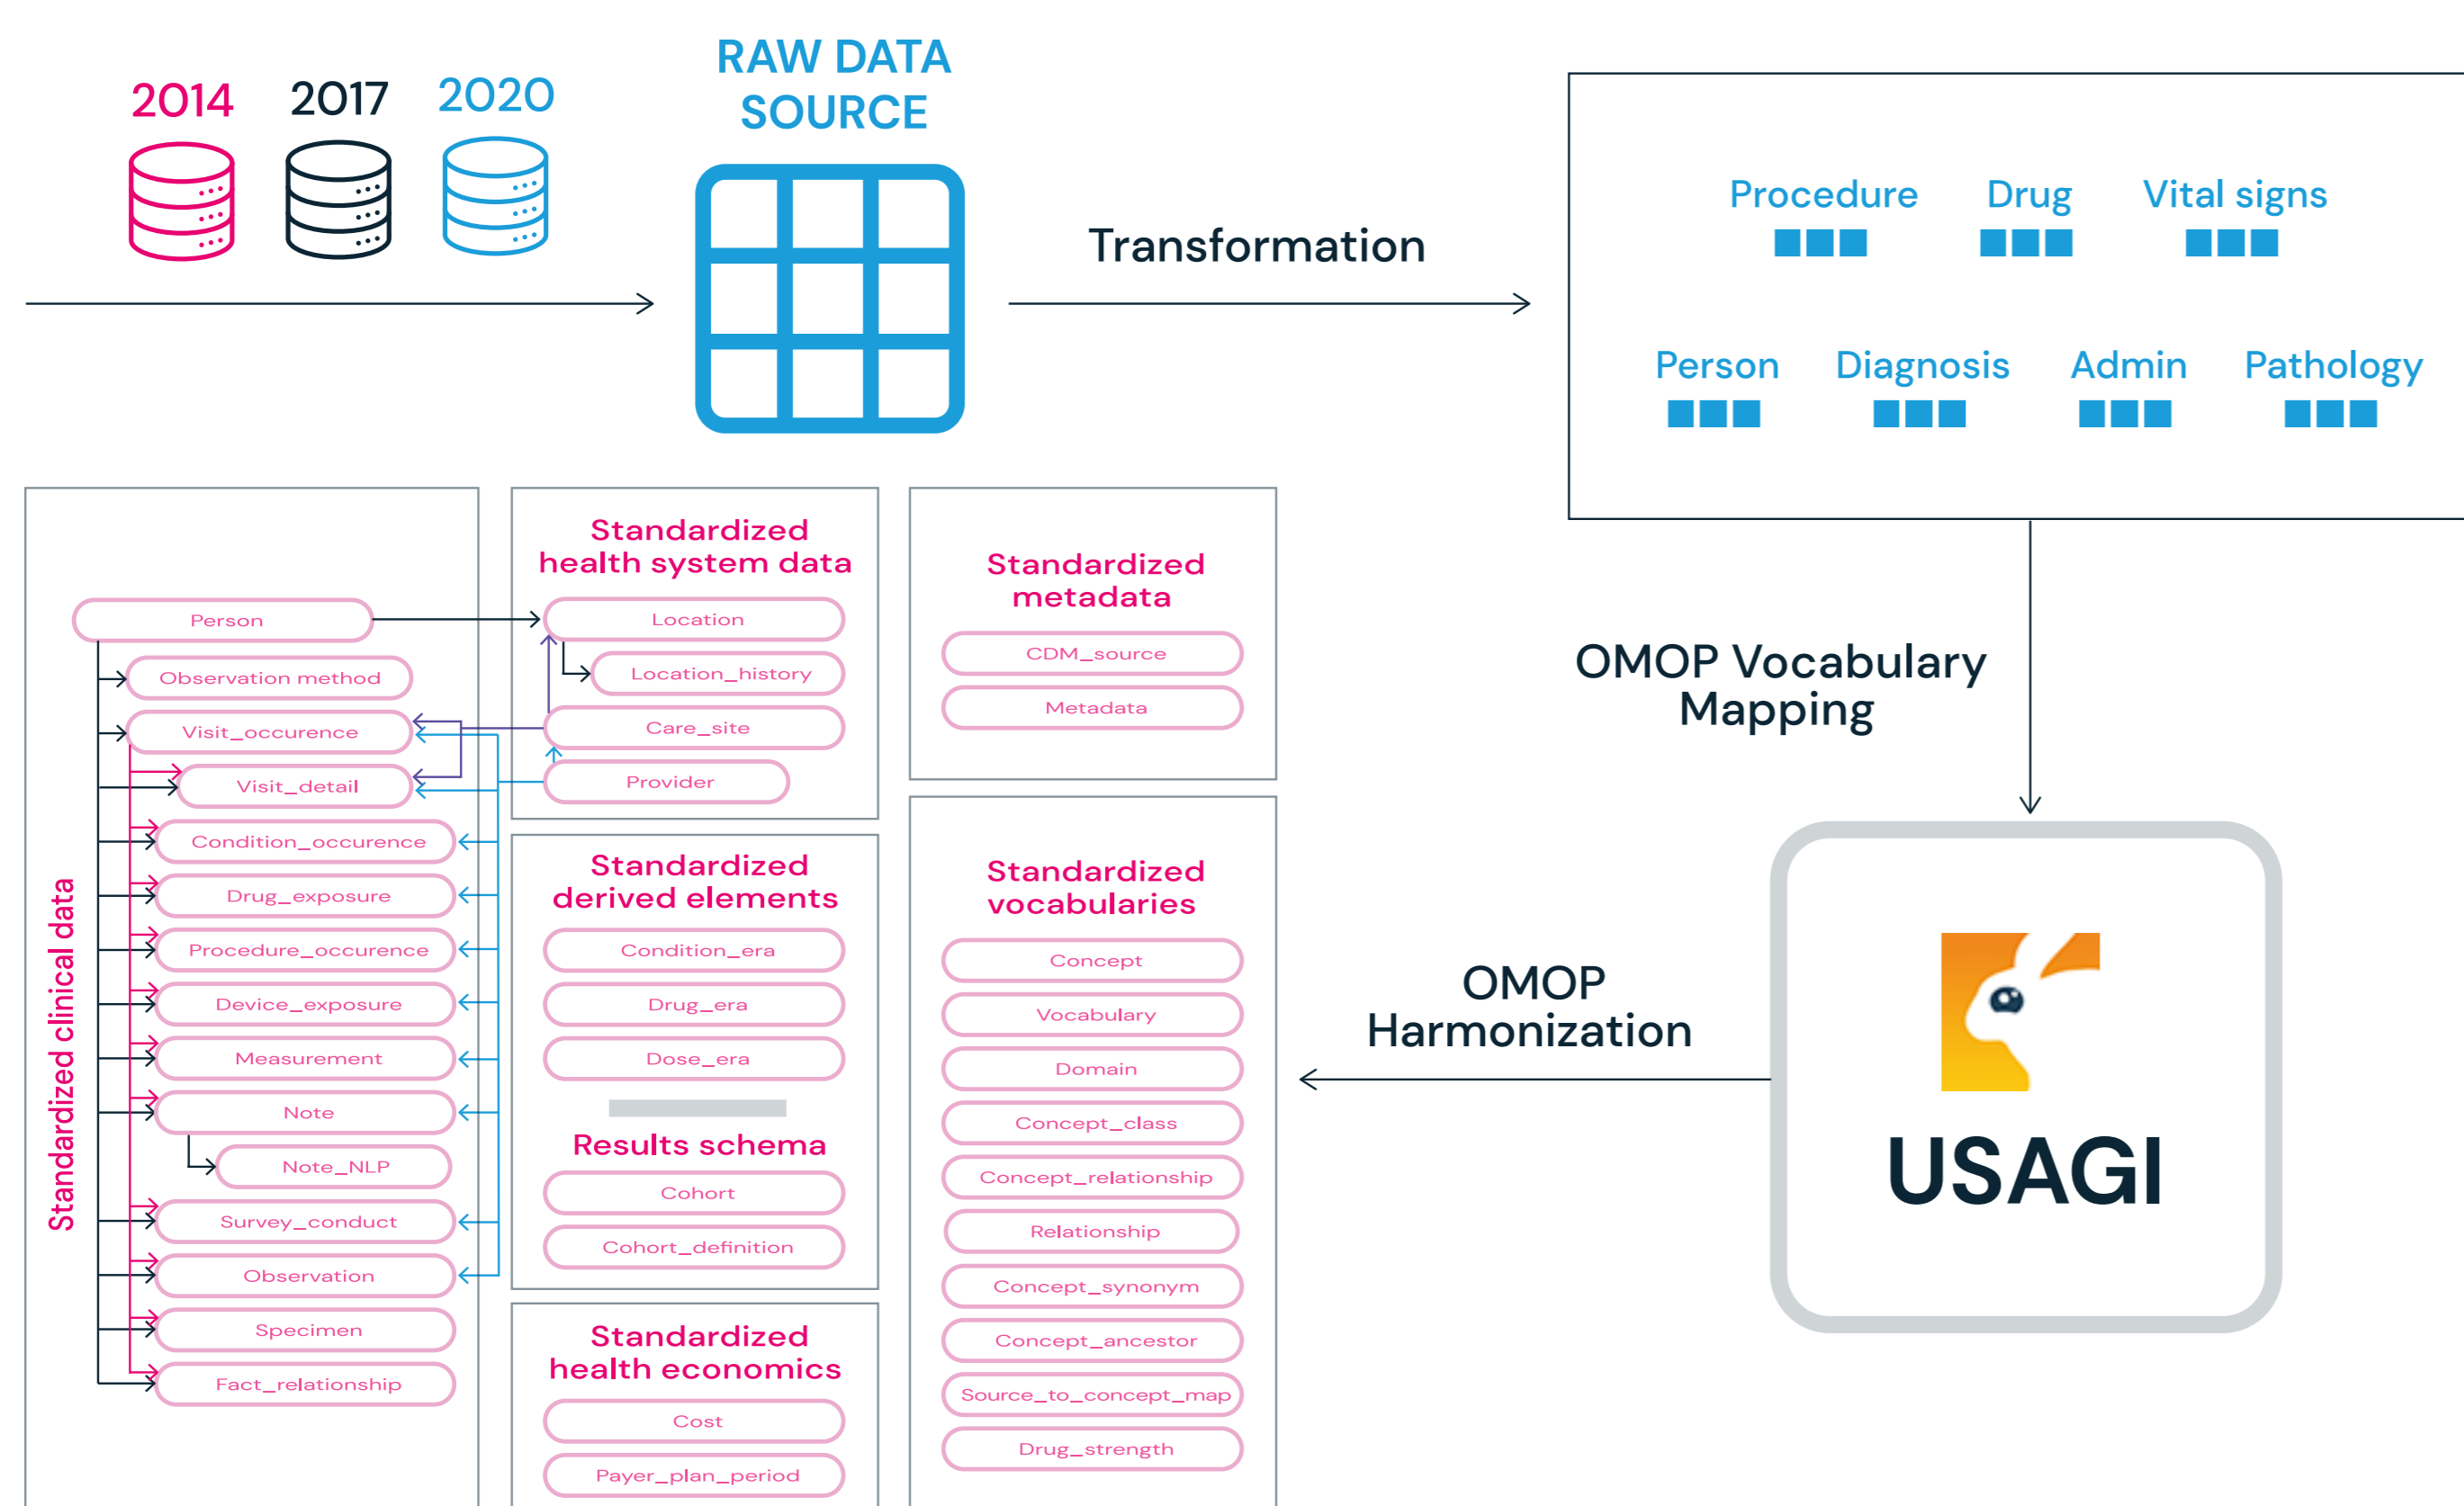 2014
2017
2020
RAW DATA
SOURCE
Transformation
Procedure
Drug
Vital signs
Person
Diagnosis
Admin
Pathology
OMOP Vocabulary
Mapping
USAGI
OMOP
Harmonization
Standardized clinical data
Person
Observation method
Visit_occurence
Visit_detail
Condition_occurence
Drug_exposure
Procedure_occurence
Device_exposure
Measurement
Note
Note_NLP
Survey_conduct
Observation
Specimen
Fact_relationship
Standardized
health system data
Location
Location_history
Care_site
Provider
Standardized
derived elements
Condition_era
Drug_era
Dose_era
Results schema
Cohort
Cohort_definition
Standardized
health economics
Cost
Payer_plan_period
Standardized
metadata
CDM_source
Metadata
Standardized
vocabularies
Concept
Vocabulary
Domain
Concept_class
Concept_relationship
Relationship
Concept_synonym
Concept_ancestor
Source_to_concept_map
Drug_strength